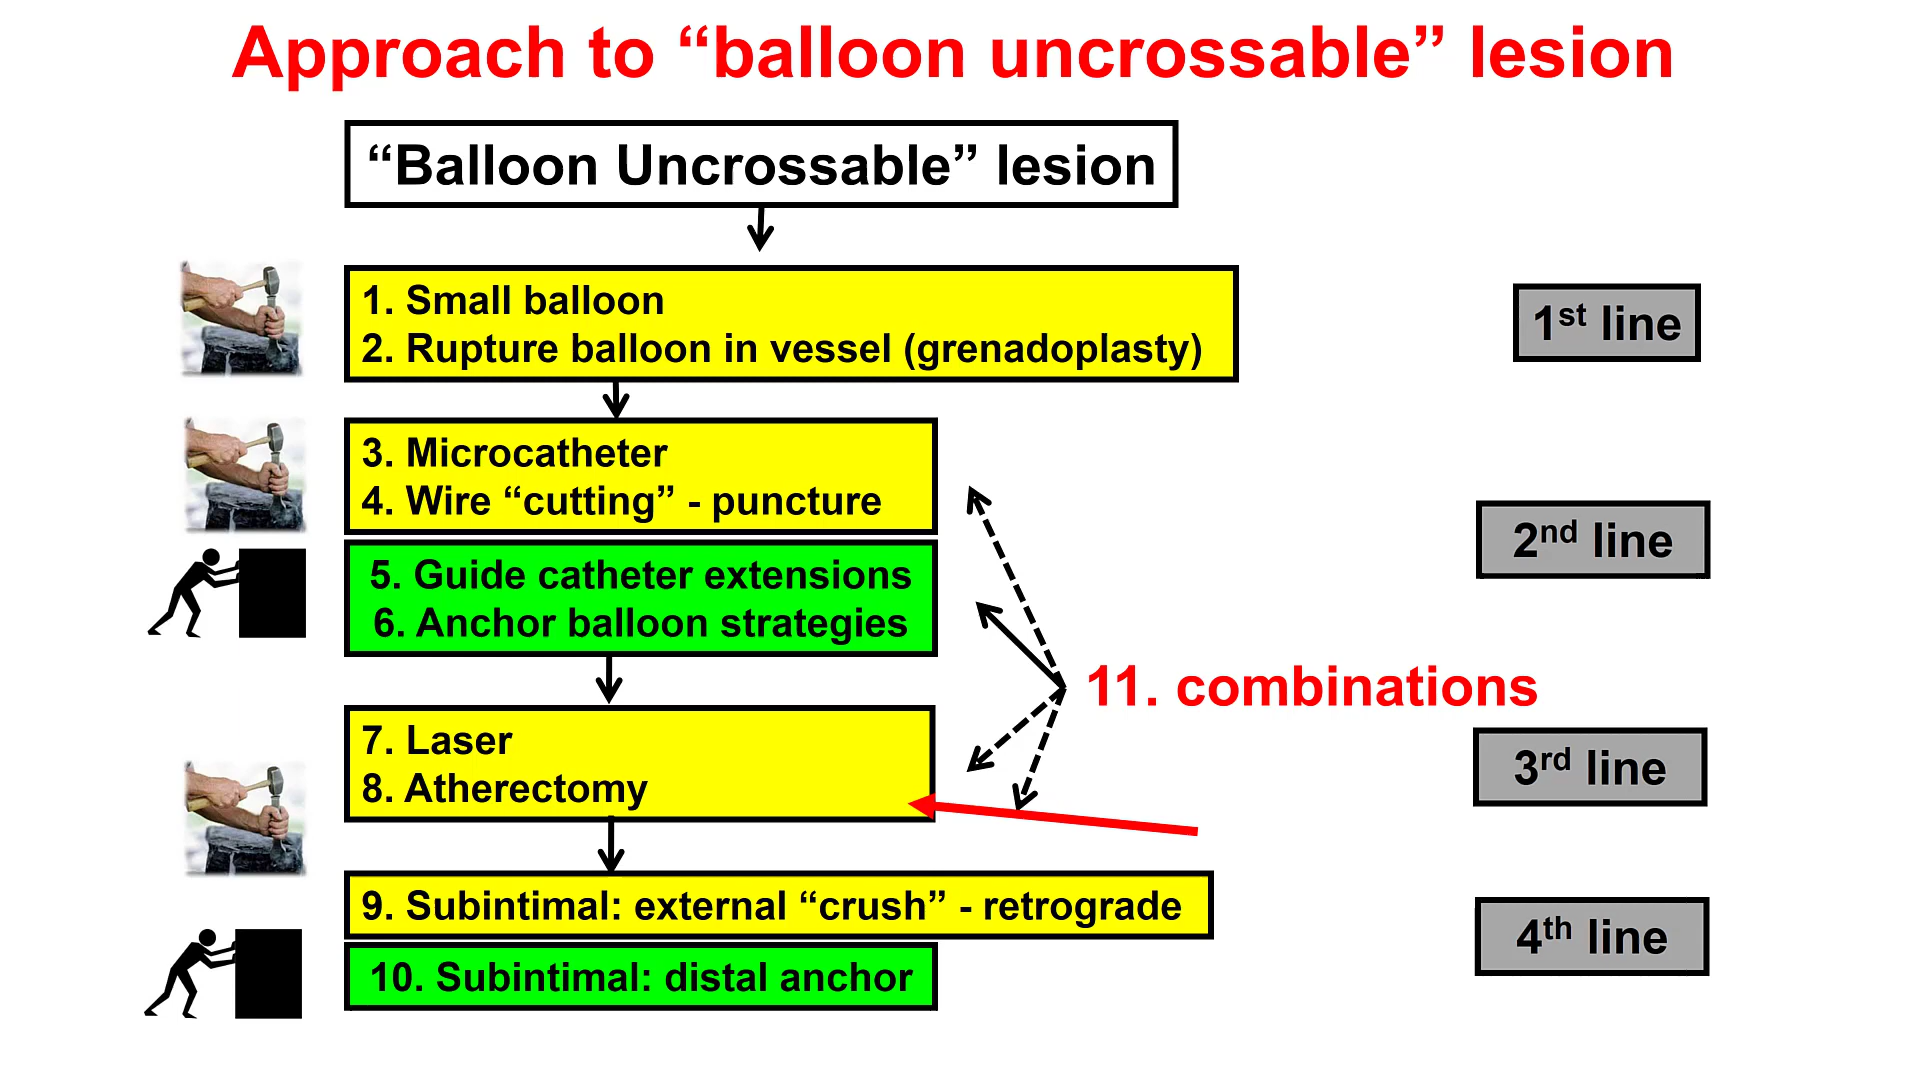 Approach to “balloon uncrossable” lesion
“Balloon Uncrossable” lesion
1. Small balloon
2. Rupture balloon in vessel (grenadoplasty)
1st line
3. Microcatheter
4. Wire “cutting” - puncture
2nd line
5. Guide catheter extensions
6. Anchor balloon strategies
11. combinations
7. Laser
8. Atherectomy
3rd line
9. Subintimal: external “crush” - retrograde
4th line
10. Subintimal: distal anchor